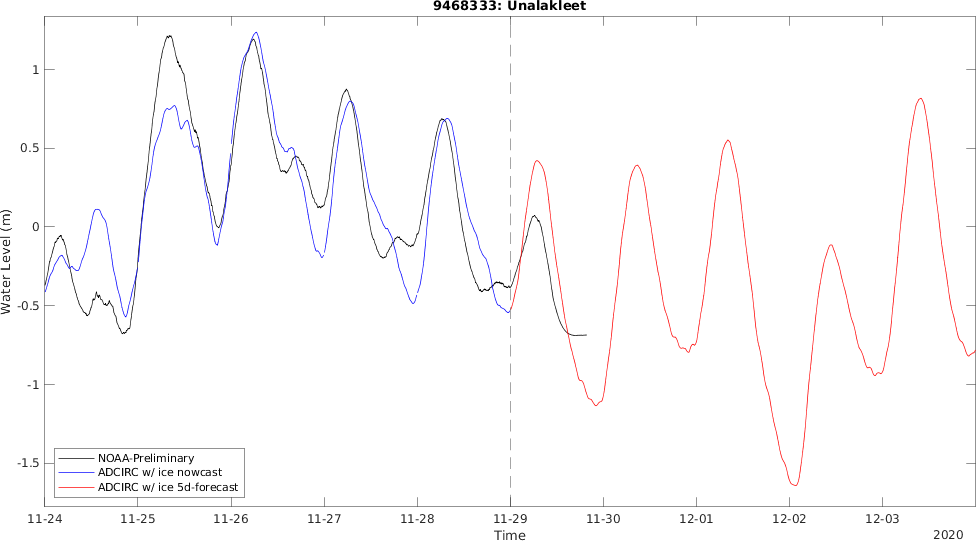 9468333: Unalakleet
Water Level (m)
1
0.5
0
-0.5
-1
-1.5
NOAA-Preliminary
ADCIRC w/ ice nowcast
ADCIRC w/ ice 5d-forecast
11-24 11-25 11-26 11-27 11-28 11-29 11-30 12-01 12-02 12-03
Time
2020